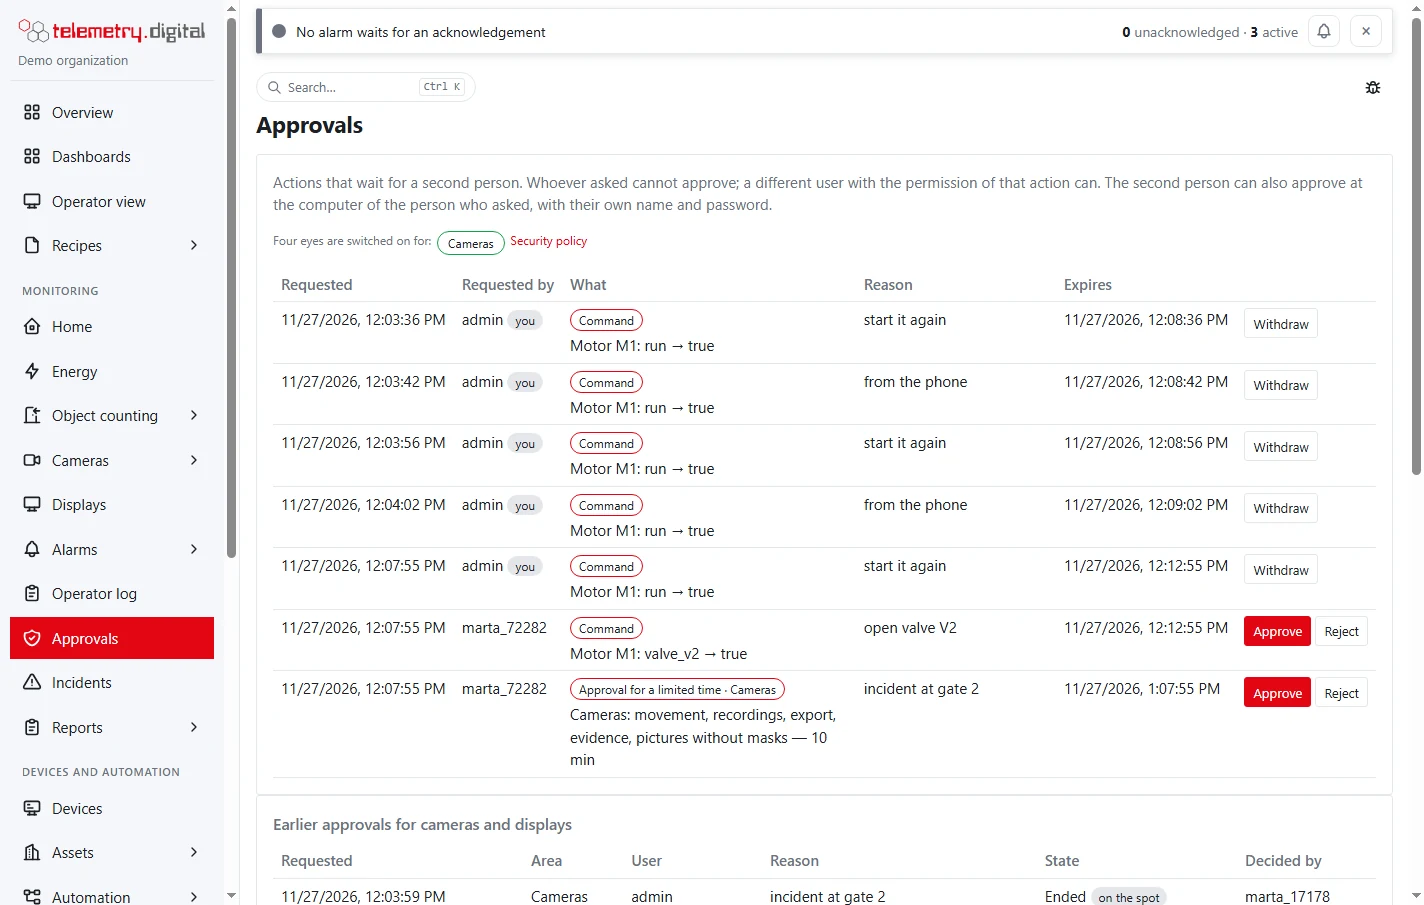 telemetry.digital
Demo organization
Overview
Dashboards
Operator view
Recipes
MONITORING
Home
Energy
Object counting
Cameras
Displays
Alarms
Operator log
Approvals
Incidents
Reports
DEVICES AND AUTOMATION
Devices
Assets
Automation
No alarm waits for an acknowledgement
0 unacknowledged · 3 active
Search... Ctrl K
Approvals
Actions that wait for a second person. Whoever asked cannot approve; a different user with the permission of that action can. The second person can also approve at
the computer of the person who asked, with their own name and password.
Four eyes are switched on for: Cameras Security policy
Requested Requested by What Reason Expires
11/27/2026, 12:03:36 PM admin you Command start it again 11/27/2026, 12:08:36 PM Withdraw
Motor M1: run → true
11/27/2026, 12:03:42 PM admin you Command from the phone 11/27/2026, 12:08:42 PM Withdraw
Motor M1: run → true
11/27/2026, 12:03:56 PM admin you Command start it again 11/27/2026, 12:08:56 PM Withdraw
Motor M1: run → true
11/27/2026, 12:04:02 PM admin you Command from the phone 11/27/2026, 12:09:02 PM Withdraw
Motor M1: run → true
11/27/2026, 12:07:55 PM admin you Command start it again 11/27/2026, 12:12:55 PM Withdraw
Motor M1: run → true
11/27/2026, 12:07:55 PM marta_72282 Command open valve V2 11/27/2026, 12:12:55 PM Approve Reject
Motor M1: valve_v2 → true
11/27/2026, 12:07:55 PM marta_72282 Approval for a limited time · Cameras incident at gate 2 11/27/2026, 1:07:55 PM Approve Reject
Cameras: movement, recordings, export,
evidence, pictures without masks — 10
min
Earlier approvals for cameras and displays
Requested Area User Reason State Decided by
11/27/2026, 12:03:59 PM Cameras admin incident at gate 2 Ended on the spot marta_17178